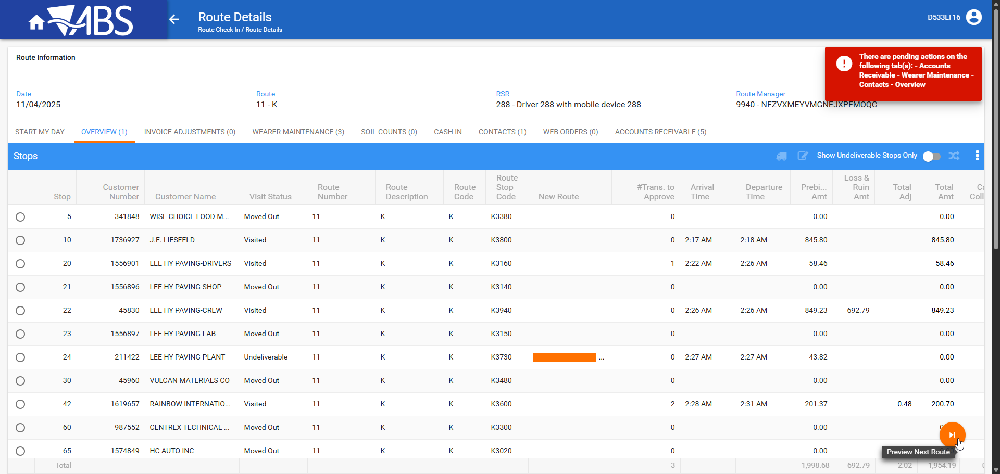 ABS
Route Details
Route Check In / Route Details
D533LT16
Route Information
There are pending actions on the
following tab(s): - Accounts
Receivable - Wearer Maintenance -
Contacts - Overview
Date
11/04/2025
Route
11 - K
RSR
288 - Driver 288 with mobile device 288
Route Manager
9940 - NFZVXMEYVMGNEJXPFMOQC
START MY DAY OVERVIEW (1) INVOICE ADJUSTMENTS (0) WEARER MAINTENANCE (3) SOIL COUNTS (0) CASH IN CONTACTS (1) WEB ORDERS (0) ACCOUNTS RECEIVABLE (5)
Stops
Show Undeliverable Stops Only
Stop Customer Number Customer Name Visit Status Route Number Route Description Route Code Route Stop Code New Route #Trans. to Approve Arrival Time Departure Time Prebi... Amt Loss & Ruin Amt Total Adj Total Amt Ca Coll
5 341848 WISE CHOICE FOOD M... Moved Out 11 K K K3380 0 0.00 0.00
10 1736927 J.E. LIESFELD Visited 11 K K K3800 0 2:17 AM 2:18 AM 845.80 845.80
20 1556901 LEE HY PAVING-DRIVERS Visited 11 K K K3160 1 2:22 AM 2:26 AM 58.46 58.46
21 1556896 LEE HY PAVING-SHOP Moved Out 11 K K K3140 0 0.00 0.00
22 45830 LEE HY PAVING-CREW Visited 11 K K K3940 0 2:26 AM 2:26 AM 849.23 692.79 849.23
23 1556897 LEE HY PAVING-LAB Moved Out 11 K K K3150 0 0.00 0.00
24 211422 LEE HY PAVING-PLANT Undeliverable 11 K K K3730 ... 0 2:27 AM 2:27 AM 43.82 0.00
30 45960 VULCAN MATERIALS CO Moved Out 11 K K K3480 0 0.00 0.00
42 1619657 RAINBOW INTERNATIO... Visited 11 K K K3600 2 2:28 AM 2:31 AM 201.37 0.48 200.70
60 987552 CENTREX TECHNICAL ... Moved Out 11 K K K3300 0 0.00
65 1574849 HC AUTO INC Moved Out 11 K K K3020 0 0.00
Preview Next Route
Total 3 1,998.68 692.79 2.02 1,954.19